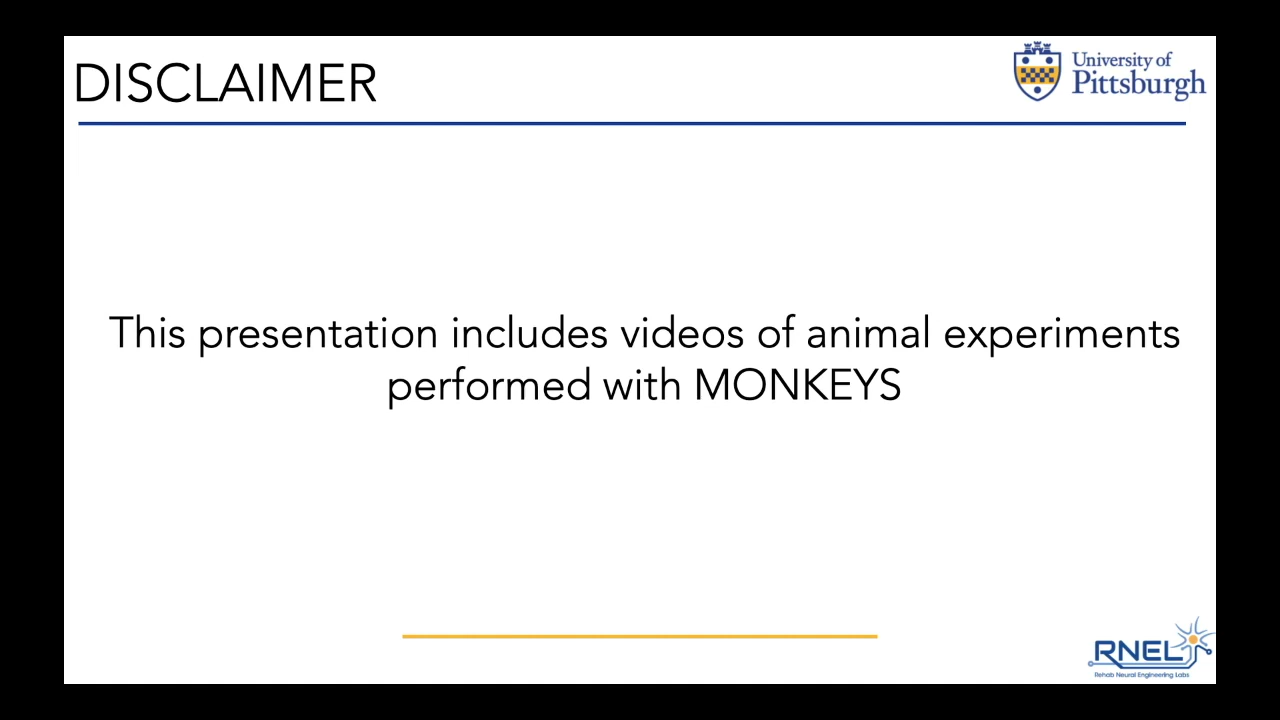 DISCLAIMER
University of
Pittsburgh
This presentation includes videos of animal experiments
performed with MONKEYS
RNEL
Rehab Neural Engineering Labs